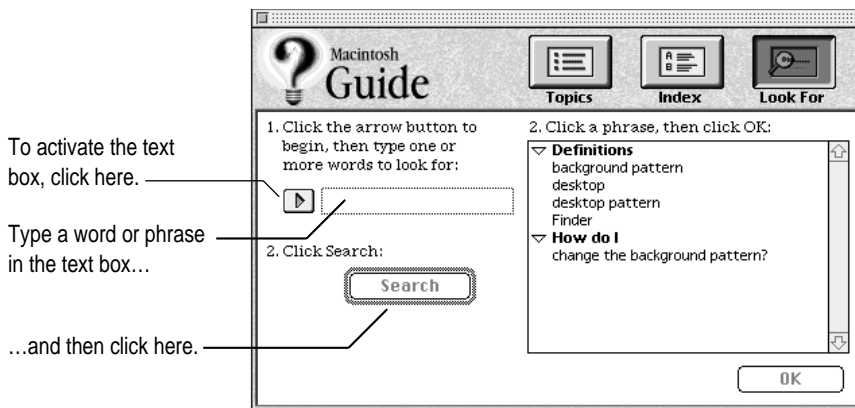 Macintosh
Guide
Topics
Index
Look For
To activate the text
box, click here.
Type a word or phrase
in the text box…
…and then click here.
1. Click the arrow button to
begin, then type one or
more words to look for:
2. Click Search:
Search
2. Click a phrase, then click OK:
Definitions
background pattern
desktop
desktop pattern
Finder
How do I
change the background pattern?
OK